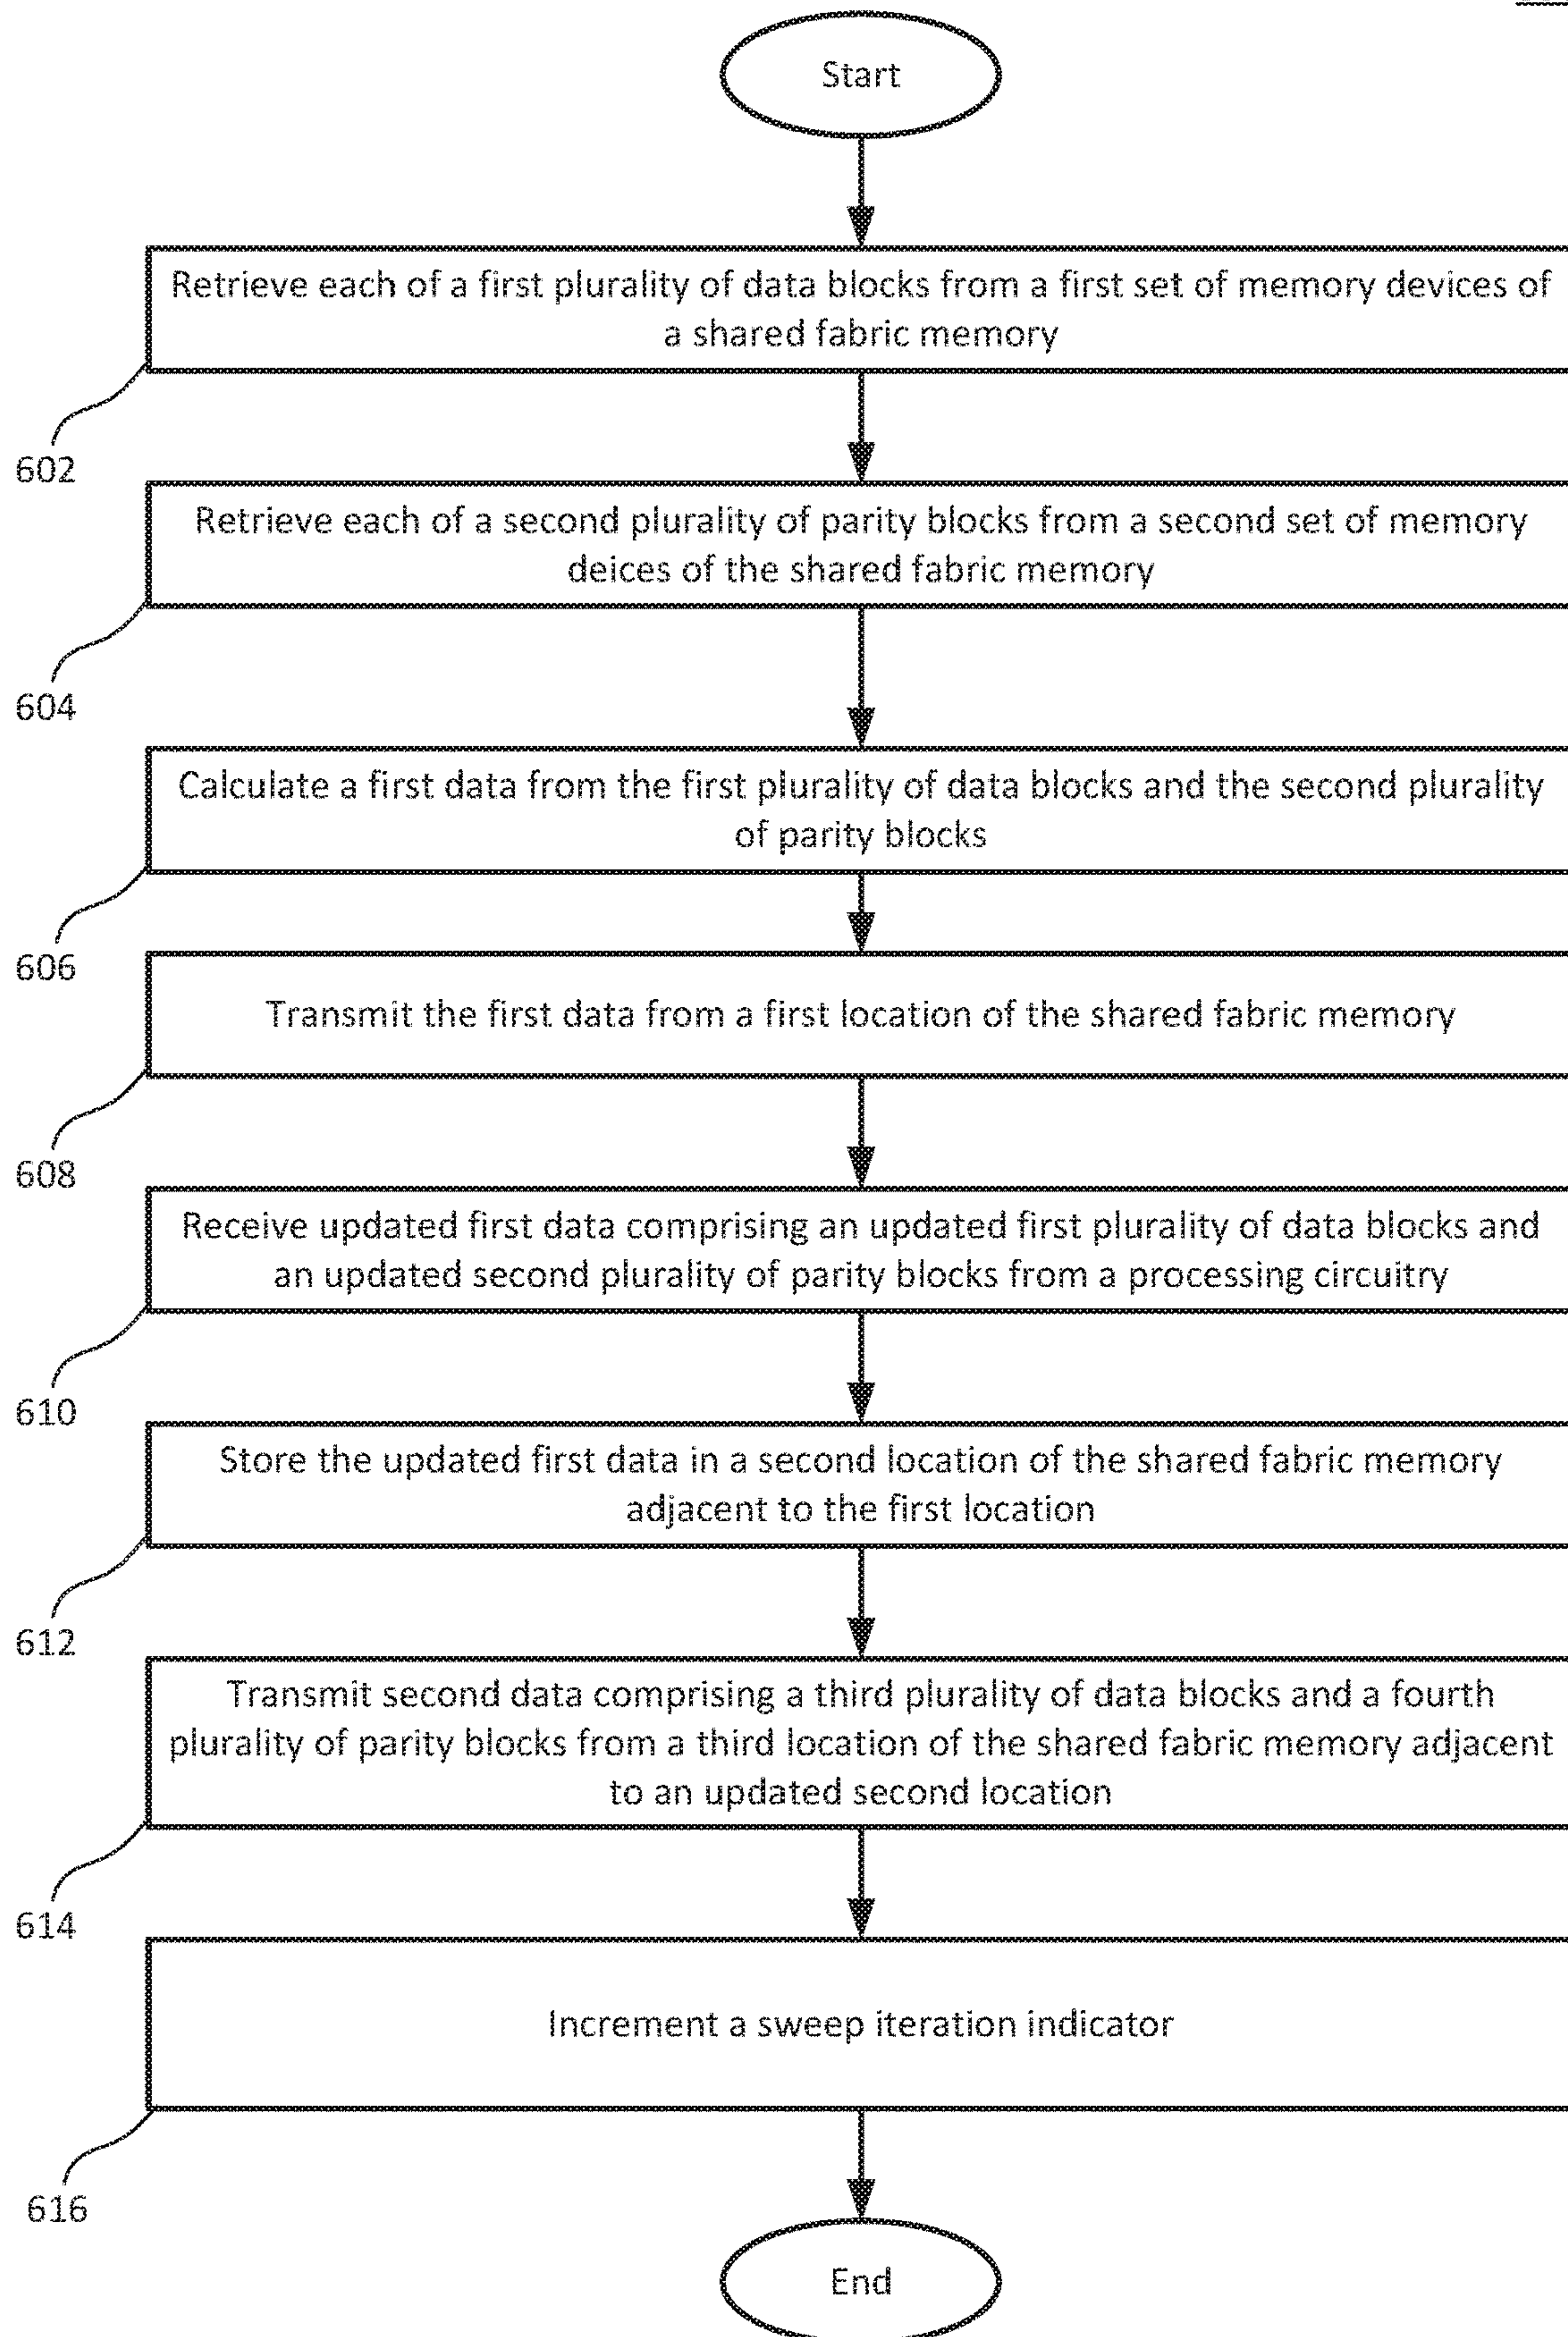 Start
Retrieve each of a first plurality of data blocks from a first set of memory devices of
a shared fabric memory
602
Retrieve each of a second plurality of parity blocks from a second set of memory
deices of the shared fabric memory
604
Calculate a first data from the first plurality of data blocks and the second plurality
of parity blocks
606
Transmit the first data from a first location of the shared fabric memory
608
Receive updated first data comprising an updated first plurality of data blocks and
an updated second plurality of parity blocks from a processing circuitry
610
Store the updated first data in a second location of the shared fabric memory
adjacent to the first location
612
Transmit second data comprising a third plurality of data blocks and a fourth
plurality of parity blocks from a third location of the shared fabric memory adjacent
to an updated second location
614
Increment a sweep iteration indicator
616
End